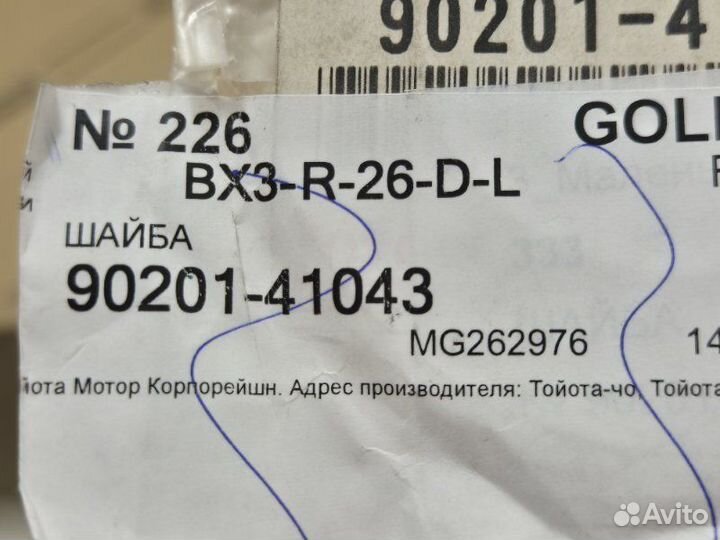 90201-4
№ 226 GOL
BX3-R-26-D-L
ШАЙБА
90201-41043
MG262976 14
йота Мотор Корпорейшн. Адрес производителя: Тойота-чо, Тойота
Avito